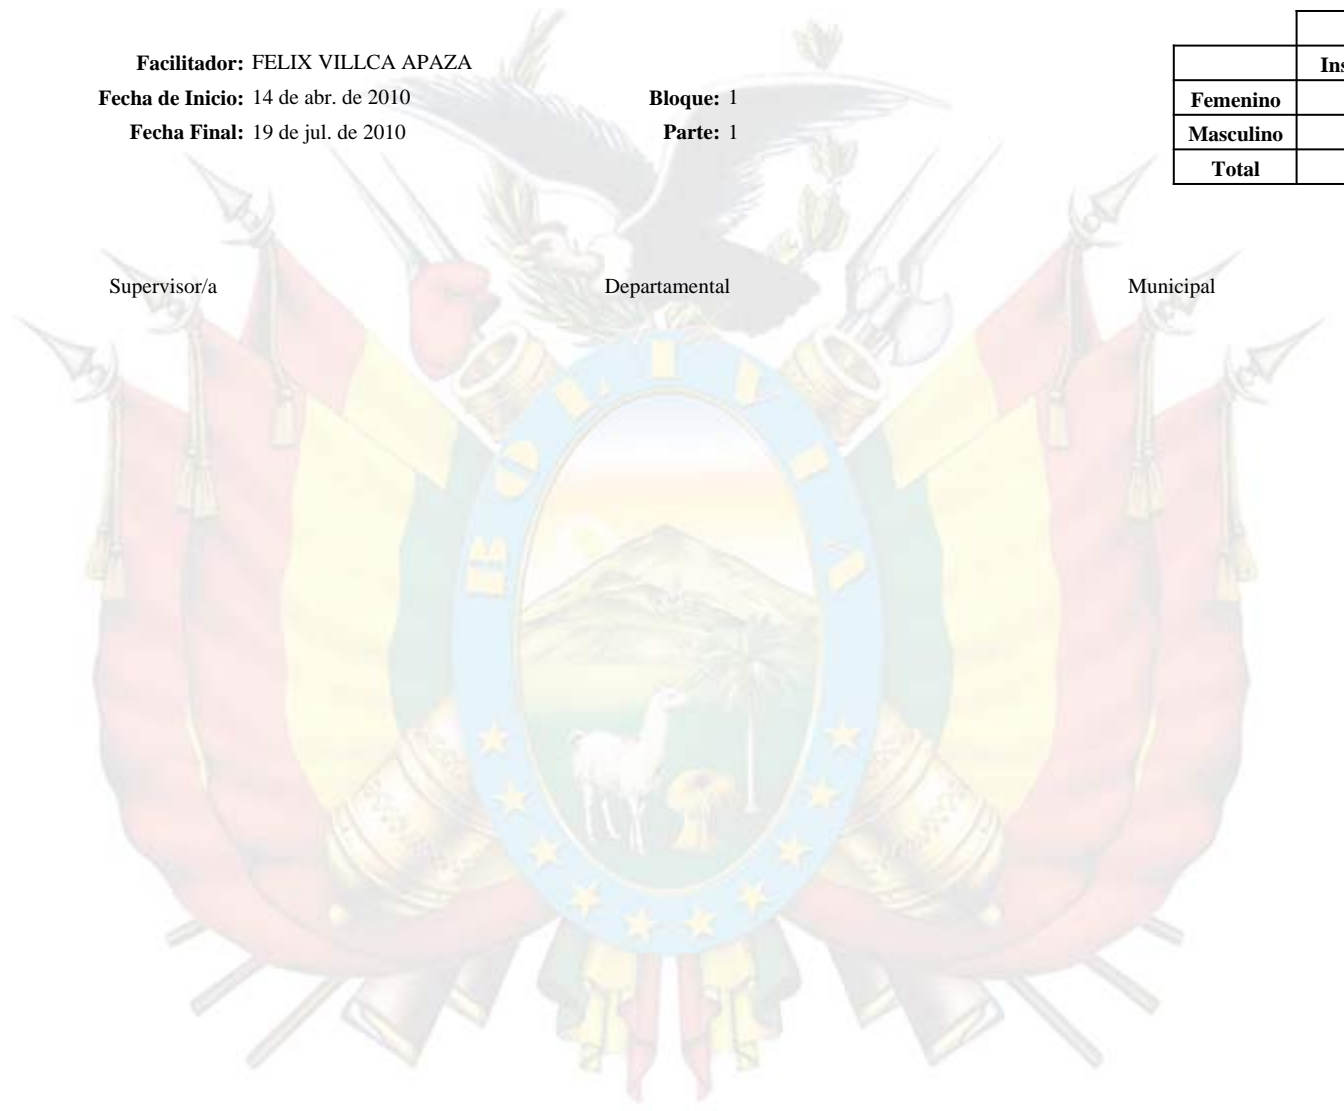 Facilitador: FELIX VILLCA APAZA
Fecha de Inicio: 14 de abr. de 2010 Bloque: 1
Fecha Final: 19 de jul. de 2010 Parte: 1
Femenino
Masculino
Total
Supervisor/a Departamental Municipal
BOLIVIA